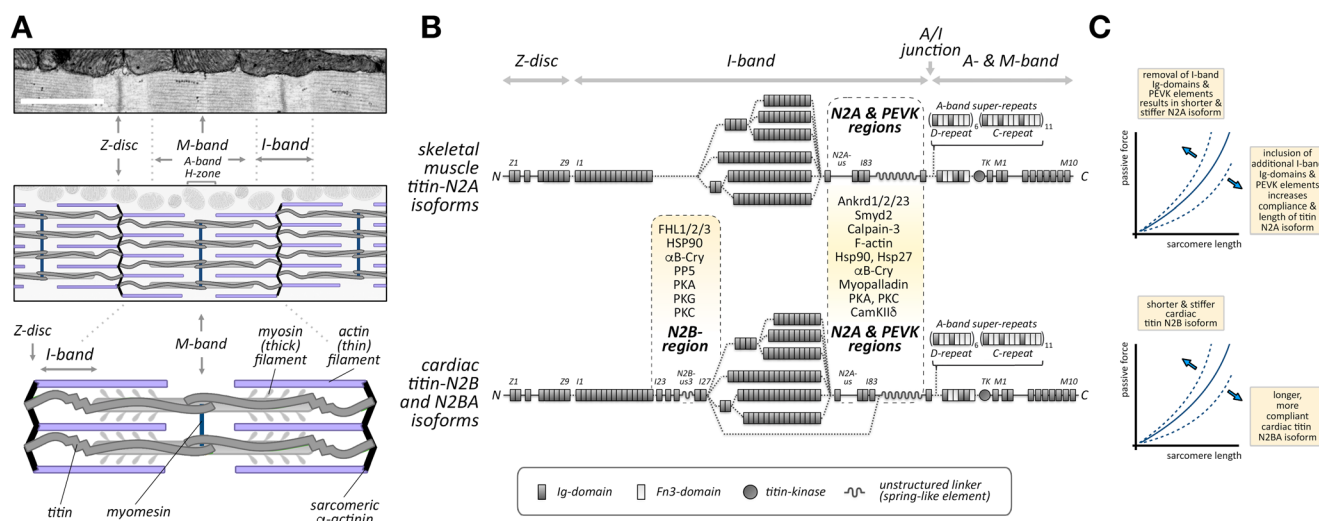 A
Z-disc
M-band
I-band
A-band
H-zone
Z-disc
I-band
M-band
myosin
(thick)
filament
actin
(thin)
filament
titin
myomesin
sarcomeric
α-actinin
B
Z-disc
I-band
A/I
junction
A- & M-band
skeletal
muscle
titin-N2A
isoforms
N
Z1
Z9
I1
N2A & PEVK
regions
N2A-
us
I83
A-band super-repeats
6
11
D-repeat
C-repeat
TK
M1
M10
C
FHL1/2/3
HSP90
αB-Cry
PP5
PKA
PKG
PKC
N2B-
region
Ankrd1/2/23
Smyd2
Calpain-3
F-actin
Hsp90, Hsp27
αB-Cry
Myopalladin
PKA, PKC
CamKIIδ
N2A & PEVK
regions
cardiac
titin-N2B
and N2BA
isoforms
N
Z1
Z9
I1
I23
N2B-
us3
I27
N2A-
us
I83
A-band super-repeats
6
11
D-repeat
C-repeat
TK
M1
M10
C
Ig-domain
Fn3-domain
titin-kinase
unstructured linker
(spring-like element)
C
removal of I-band
Ig-domains &
PEVK elements
results in shorter &
stiffer N2A isoform
passive force
sarcomere length
inclusion of
additional I-band
Ig-domains &
PEVK elements
increases
compliance &
length of titin
N2A isoform
shorter & stiffer
cardiac
titin N2B isoform
passive force
sarcomere length
longer,
more
compliant
cardiac titin
N2BA isoform